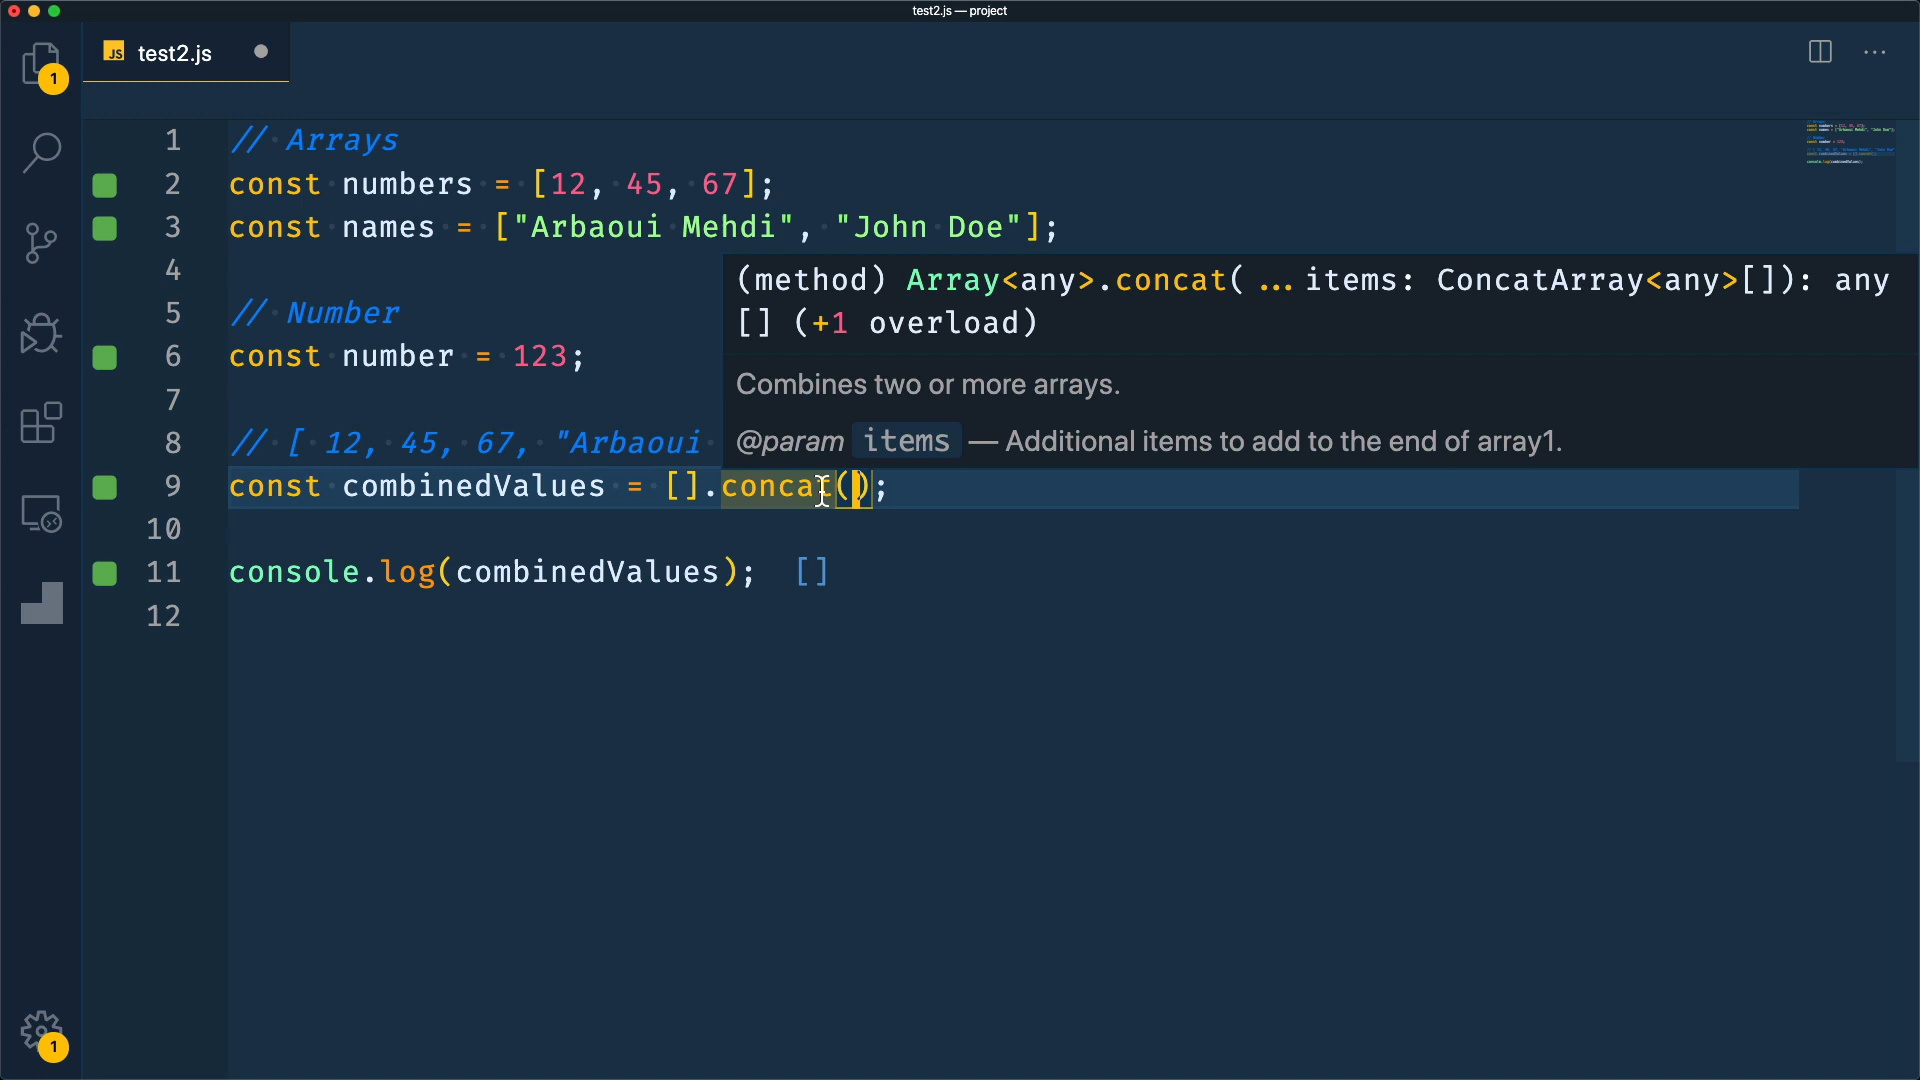 test2.js — project
JS test2.js
1
1 // Arrays
2 const numbers = [12, 45, 67];
3 const names = ["Arbaoui Mehdi", "John Doe"];
4
5 // Number
6 const number = 123;
7
8 // [ 12, 45, 67, "Arbaoui
(method) Array<any>.concat( ... items: ConcatArray<any>[]): any
[] (+1 overload)
Combines two or more arrays.
@param items — Additional items to add to the end of array1.
9 const combinedValues = [].concat();
10
11 console.log(combinedValues); []
12
1